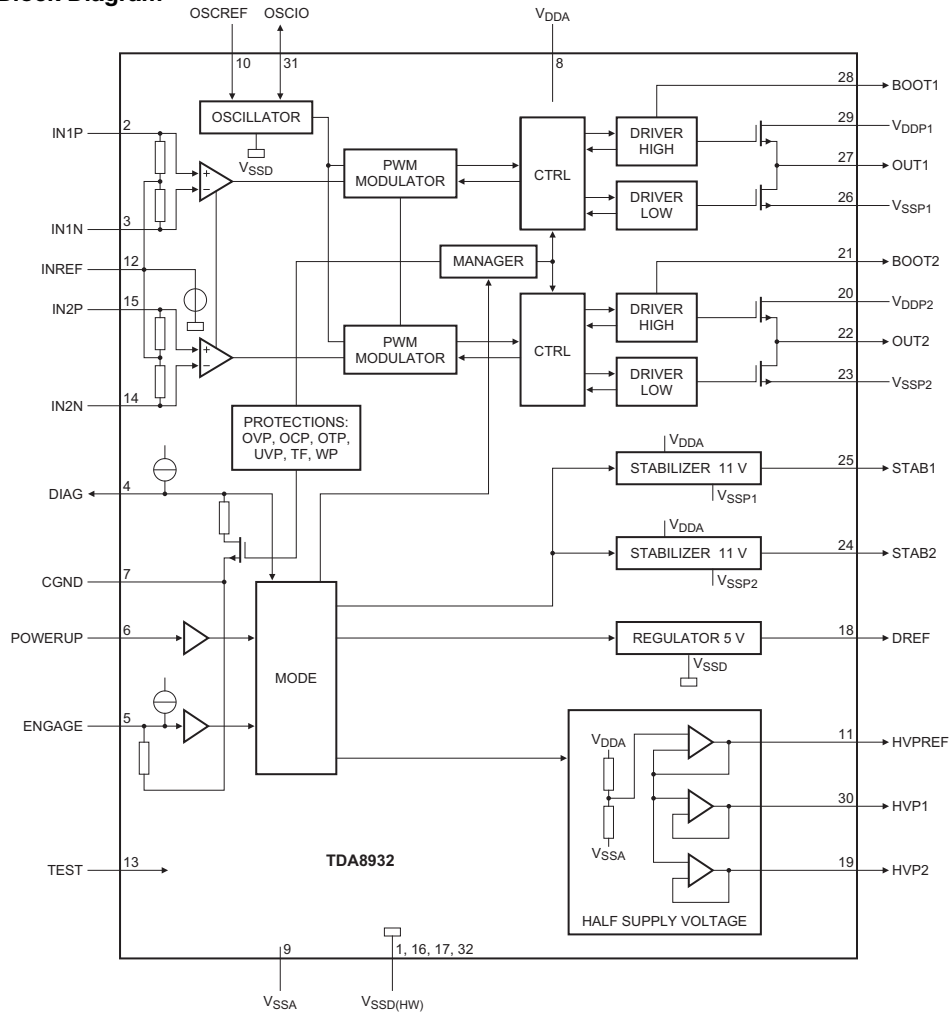 Block Diagram
OSCREF
OSCIO
VDDA
10
31
8
28
BOOT1
OSCILLATOR
VSSD
IN1P
2
29
VDDP1
DRIVER
HIGH
27
OUT1
PWM
MODULATOR
CTRL
+
−
DRIVER
LOW
26
VSSP1
IN1N
3
INREF
12
MANAGER
21
BOOT2
IN2P
15
20
VDDP2
DRIVER
HIGH
22
OUT2
PWM
MODULATOR
CTRL
+
−
DRIVER
LOW
23
VSSP2
IN2N
14
PROTECTIONS:
OVP, OCP, OTP,
UVP, TF, WP
VDDA
STABILIZER 11 V
25
STAB1
VSSP1
DIAG
4
VDDA
STABILIZER 11 V
24
STAB2
VSSP2
CGND
7
POWERUP
6
REGULATOR 5 V
18
DREF
VSSD
MODE
ENGAGE
5
VDDA
11
HVPREF
30
HVP1
VSSA
TEST
13
TDA8932
19
HVP2
HALF SUPPLY VOLTAGE
9
1, 16, 17, 32
VSSA
VSSD(HW)